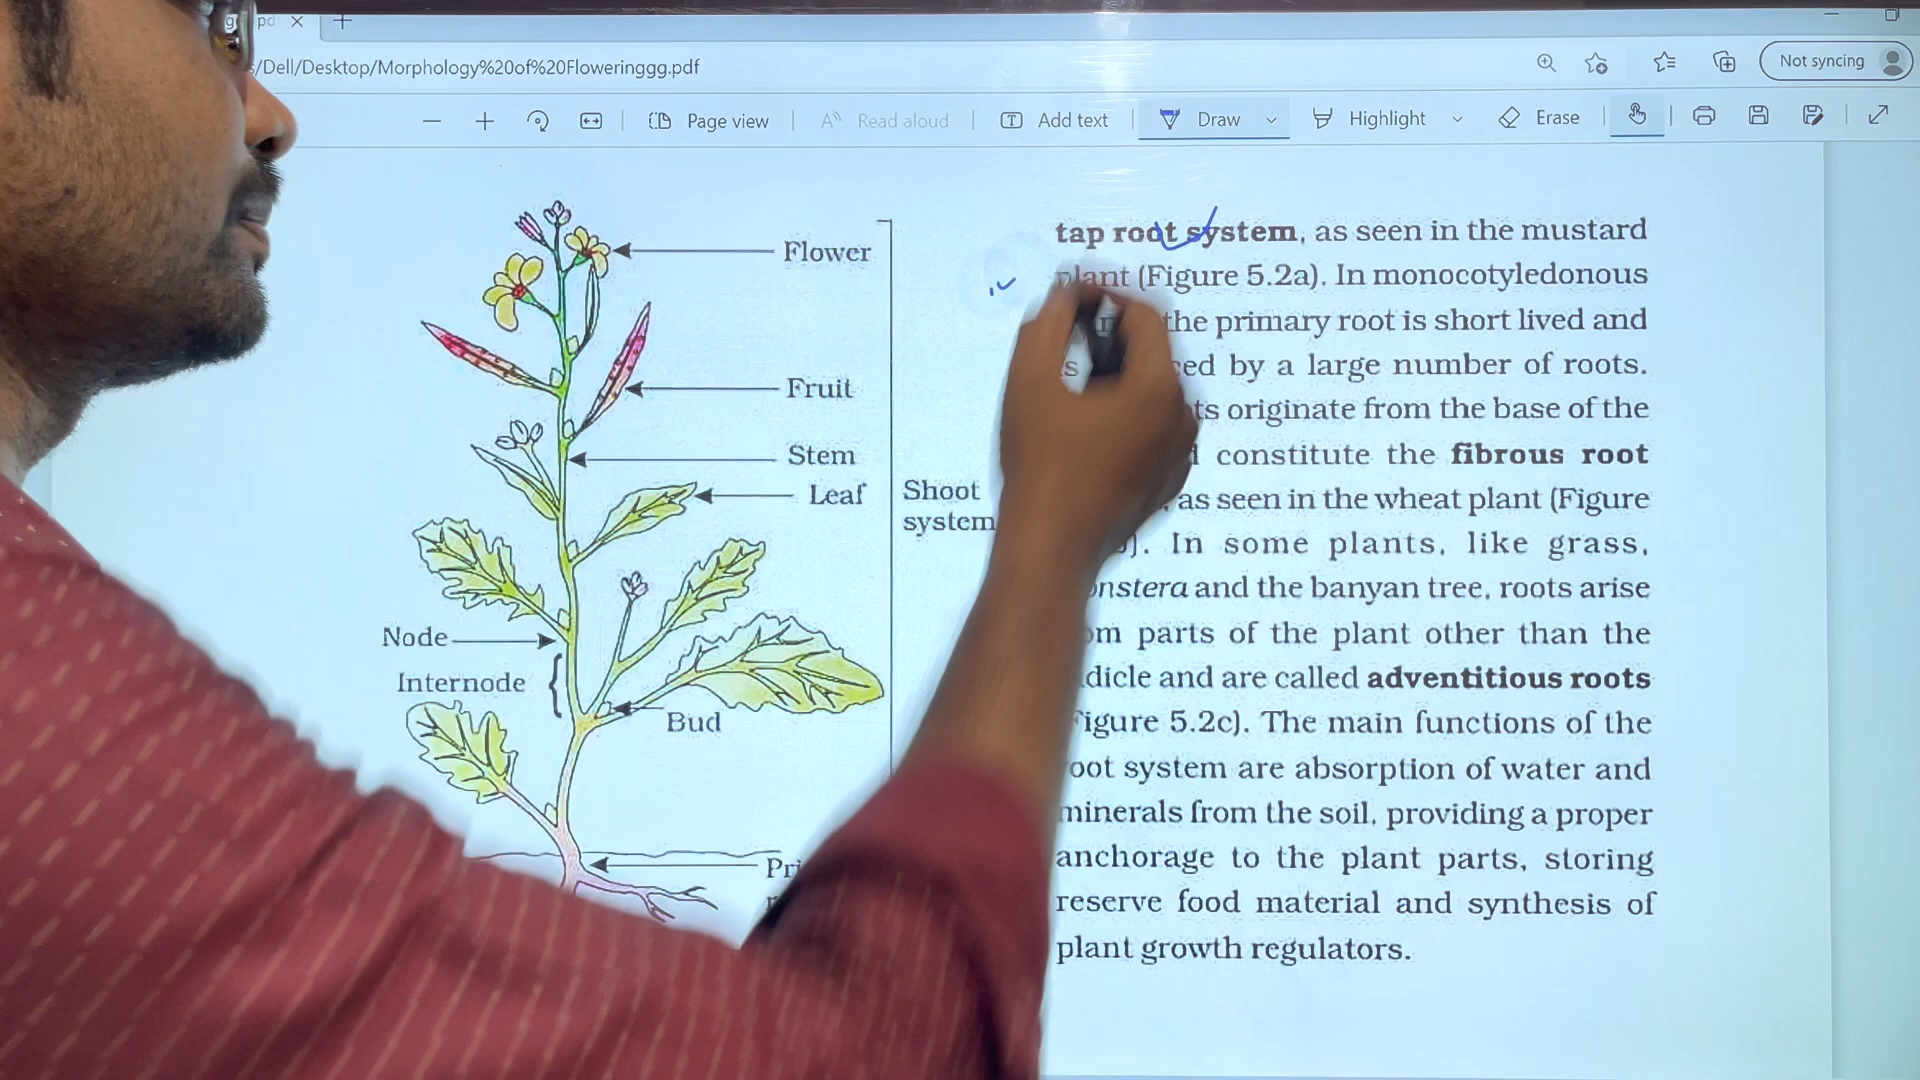 pd
/Dell/Desktop/Morphology%20of%20Floweringgg.pdf
Not syncing
Page view
Read aloud
Add text
Draw
Highlight
Erase
Flower
Fruit
Stem
Leaf
Shoot
system
Node
Internode
Bud
tap root system, as seen in the mustard
plant (Figure 5.2a). In monocotyledonous
the primary root is short lived and
by a large number of roots.
originate from the base of the
constitute the fibrous root
as seen in the wheat plant (Figure
. In some plants, like grass,
and the banyan tree, roots arise
parts of the plant other than the
and are called adventitious roots
5.2c). The main functions of the
system are absorption of water and
minerals from the soil, providing a proper
anchorage to the plant parts, storing
reserve food material and synthesis of
plant growth regulators.